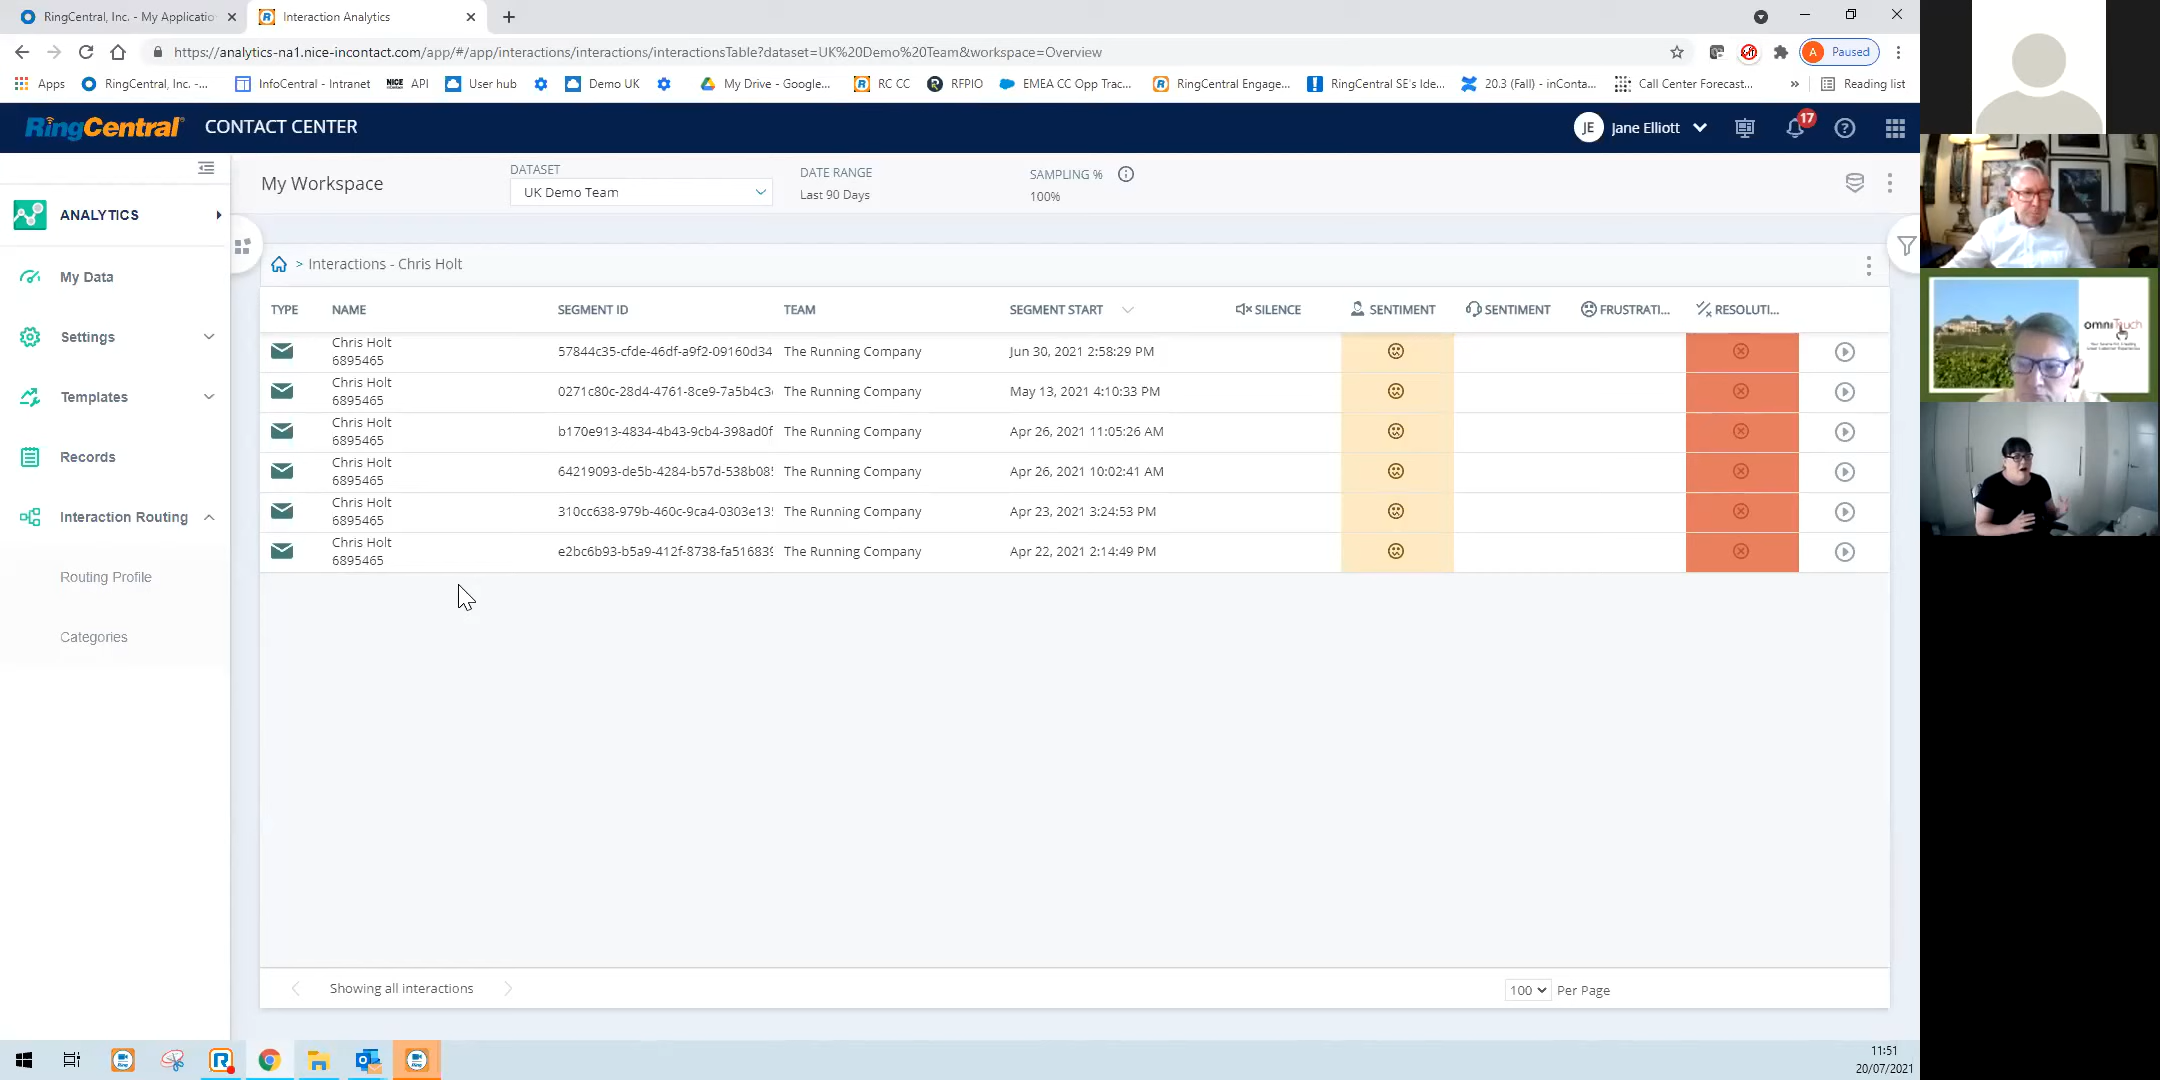 RingCentral, Inc. - My Applicatio
Interaction Analytics
https://analytics-na1.nice-incontact.com/app/#/app/interactions/interactions/interactionsTable?dataset=UK%20Demo%20Team&workspace=Overview
A Paused
Apps RingCentral, Inc. -... InfoCentral - Intranet NICE API User hub Demo UK My Drive - Google... RC CC RFPIO EMEA CC Opp Trac... RingCentral Engage... RingCentral SE's Ide... 20.3 (Fall) - inConta... Call Center Forecast... » Reading list
RingCentral CONTACT CENTER JE Jane Elliott 17
ANALYTICS
My Data
Settings
Templates
Records
Interaction Routing
Routing Profile
Categories
My Workspace
DATASET
UK Demo Team
DATE RANGE
Last 90 Days
SAMPLING %
100%
> Interactions - Chris Holt
TYPE NAME SEGMENT ID TEAM SEGMENT START SILENCE SENTIMENT SENTIMENT FRUSTRATI... RESOLUTI...
Chris Holt
6895465 57844c35-cfde-46df-a9f2-09160d34 The Running Company Jun 30, 2021 2:58:29 PM
Chris Holt
6895465 0271c80c-28d4-4761-8ce9-7a5b4c3 The Running Company May 13, 2021 4:10:33 PM
Chris Holt
6895465 b170e913-4834-4b43-9cb4-398ad0f The Running Company Apr 26, 2021 11:05:26 AM
Chris Holt
6895465 64219093-de5b-4284-b57d-538b08 The Running Company Apr 26, 2021 10:02:41 AM
Chris Holt
6895465 310cc638-979b-460c-9ca4-0303e13 The Running Company Apr 23, 2021 3:24:53 PM
Chris Holt
6895465 e2bc6b93-b5a9-412f-8738-fa51683 The Running Company Apr 22, 2021 2:14:49 PM
Showing all interactions
100 Per Page
11:51
20/07/2021